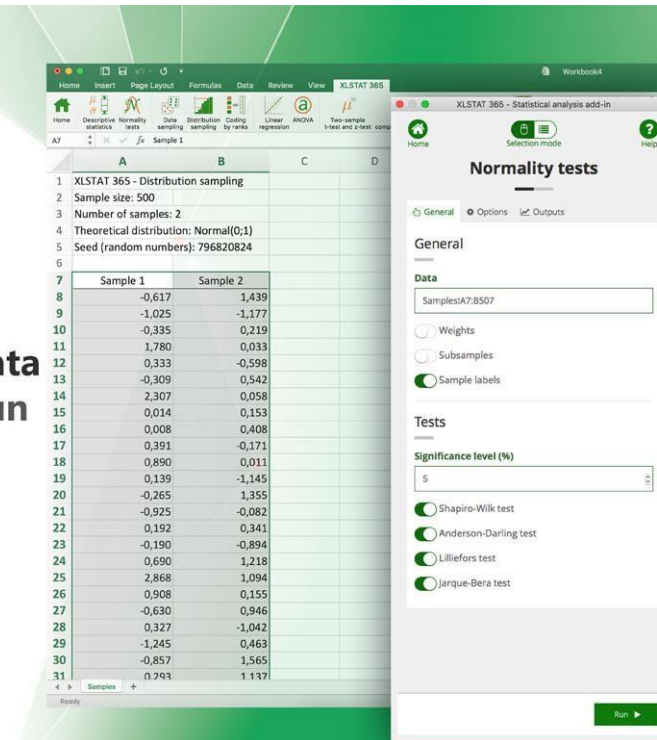 Workbook4
Home Insert Page Layout Formulas Data Review View XLSTAT 365
Home Descriptive statistics Normality tests Data sampling Distribution sampling Coding by ranks Linear regression ANOVA Two-sample t-test and z-test comp
A7 fx Sample 1
A B C D
1 XLSTAT 365 - Distribution sampling
2 Sample size: 500
3 Number of samples: 2
4 Theoretical distribution: Normal(0;1)
5 Seed (random numbers): 796820824
6
7 Sample 1 Sample 2
8 -0,617 1,439
9 -1,025 -1,177
10 -0,335 0,219
11 1,780 0,033
12 0,333 -0,598
13 -0,309 0,542
14 2,307 0,058
15 0,014 0,153
16 0,008 0,408
17 0,391 -0,171
18 0,890 0,011
19 0,139 -1,145
20 -0,265 1,355
21 -0,925 -0,082
22 0,192 0,341
23 -0,190 -0,894
24 0,690 1,218
25 2,868 1,094
26 0,908 0,155
27 -0,630 0,946
28 0,327 -1,042
29 -1,245 0,463
30 -0,857 1,565
31 0,293 1,137
Samples +
Ready
ata
un
XLSTAT 365 - Statistical analysis add-in
Home Selection mode Help
Normality tests
General Options Outputs
General
Data
Samples!A7:B507
Weights
Subsamples
Sample labels
Tests
Significance level (%)
5
Shapiro-Wilk test
Anderson-Darling test
Lilliefors test
Jarque-Bera test
Run